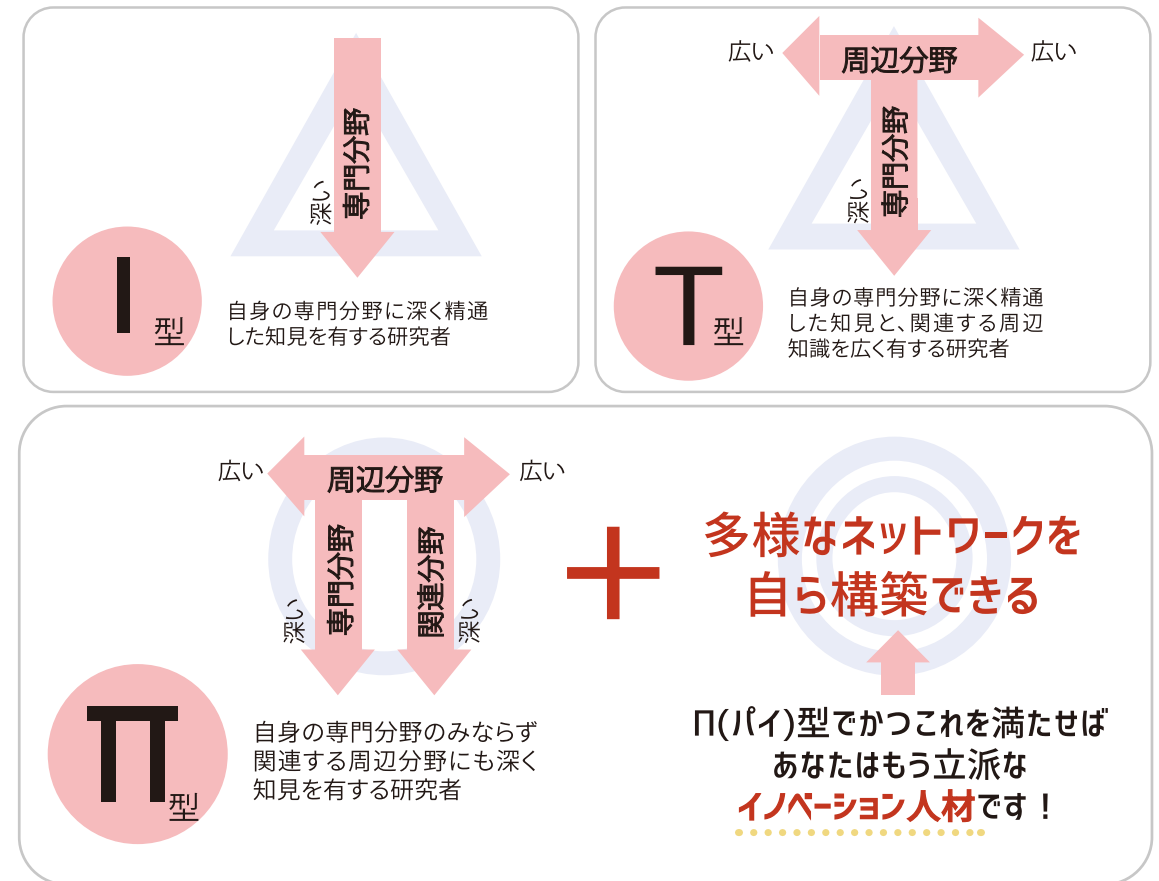 専門分野
深い
I型
自身の専門分野に深く精通
した知見を有する研究者
広い
周辺分野
広い
専門分野
深い
T型
自身の専門分野に深く精通
した知見と、関連する周辺
知識を広く有する研究者
広い
周辺分野
広い
専門分野
深い
関連分野
深い
Π型
自身の専門分野のみならず
関連する周辺分野にも深く
知見を有する研究者
+
多様なネットワークを
自ら構築できる
Π(パイ)型でかつこれを満たせば
あなたはもう立派な
イノベーション人材です！